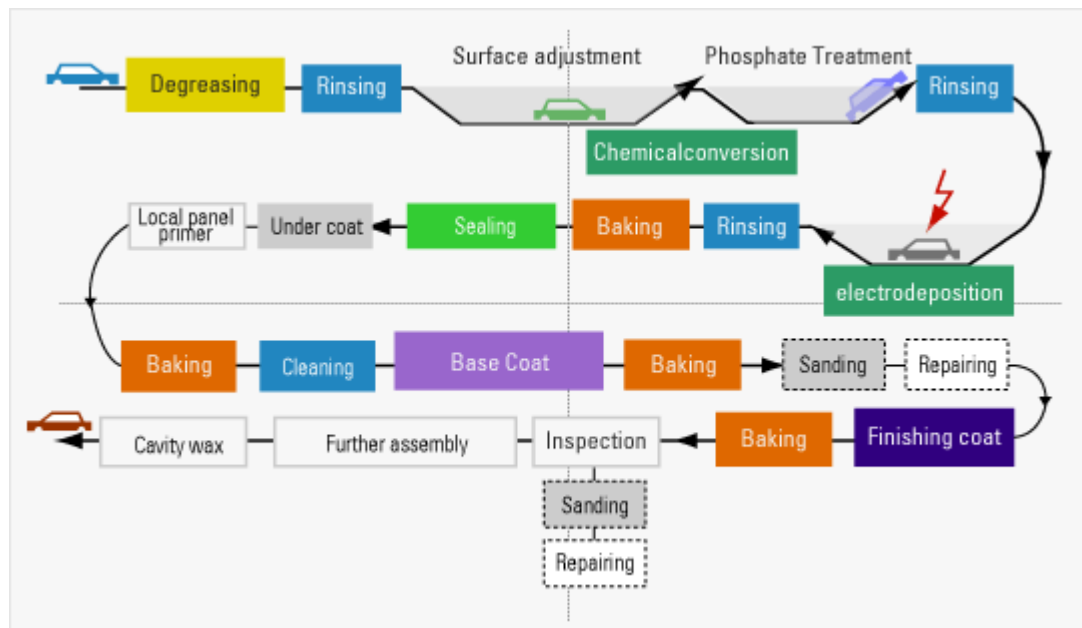 Surface adjustment
Phosphate Treatment
Degreasing
Rinsing
Rinsing
Chemicalconversion
Local panel
primer
Under coat
Sealing
Baking
Rinsing
electrodeposition
Baking
Cleaning
Base Coat
Baking
Sanding
Repairing
Cavity wax
Further assembly
Inspection
Baking
Finishing coat
Sanding
Repairing